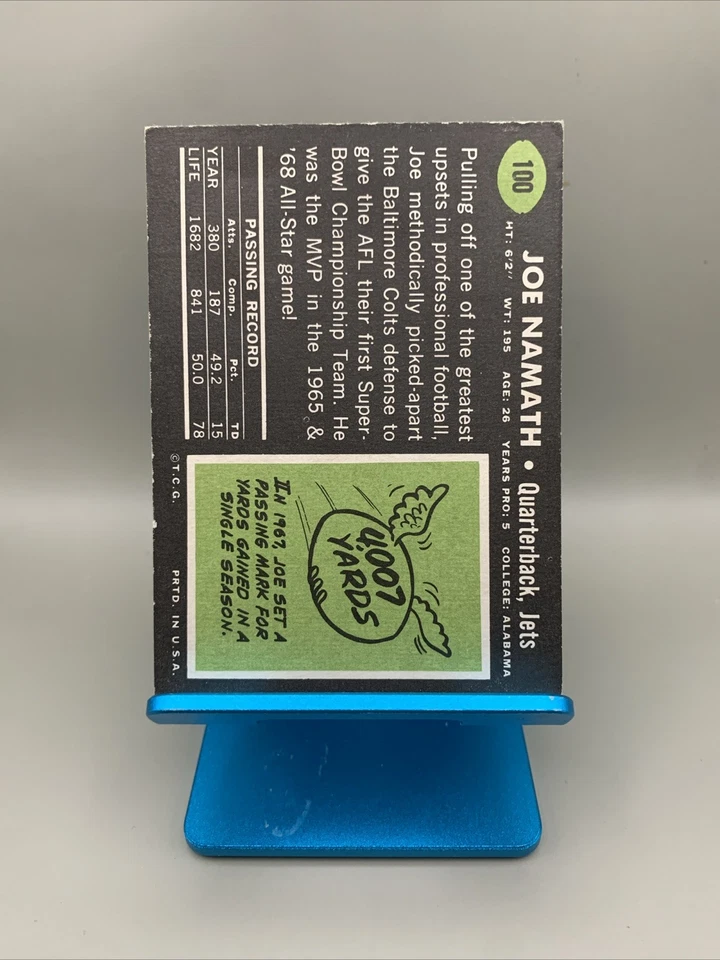 100
JOE NAMATH • Quarterback, Jets
HT: 6'2" WT: 195 AGE: 26 YEARS PRO: 5 COLLEGE: ALABAMA
Pulling off one of the greatest
upsets in professional football,
Joe methodically picked-apart
the Baltimore Colts defense to
give the AFL their first Super-
Bowl Championship Team. He
was the MVP in the 1965 &
'68 All-Star game!
PASSING RECORD
Atts. Comp. Pct. TD
YEAR 380 187 49.2 15
LIFE 1682 841 50.0 78
4,007
YARDS
IN 1967, JOE SET A
PASSING MARK FOR
YARDS GAINED IN A
SINGLE SEASON.
©T.C.G. PRTD. IN U.S.A.